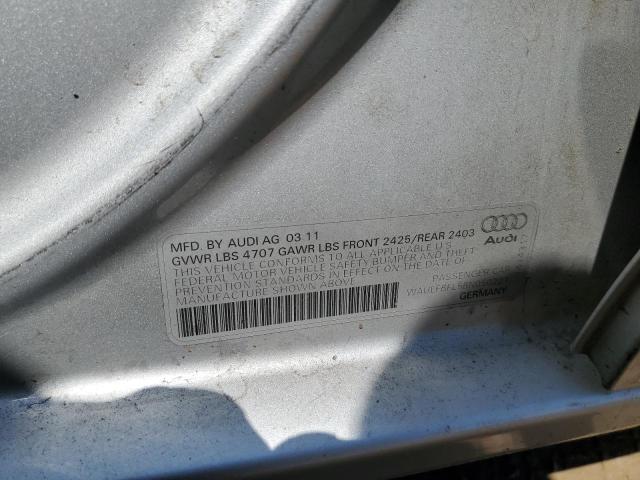 MFD. BY AUDI AG 03 11
GVWR LBS 4707 GAWR LBS FRONT 2425/REAR 2403
THIS VEHICLE CONFORMS TO ALL APPLICABLE U S
FEDERAL MOTOR VEHICLE SAFETY BUMPER AND THEFT
PREVENTION STANDARDS IN EFFECT ON THE DATE OF
MANUFACTURE SHOWN ABOVE
Audi
PASSENGER CAR
GERMANY